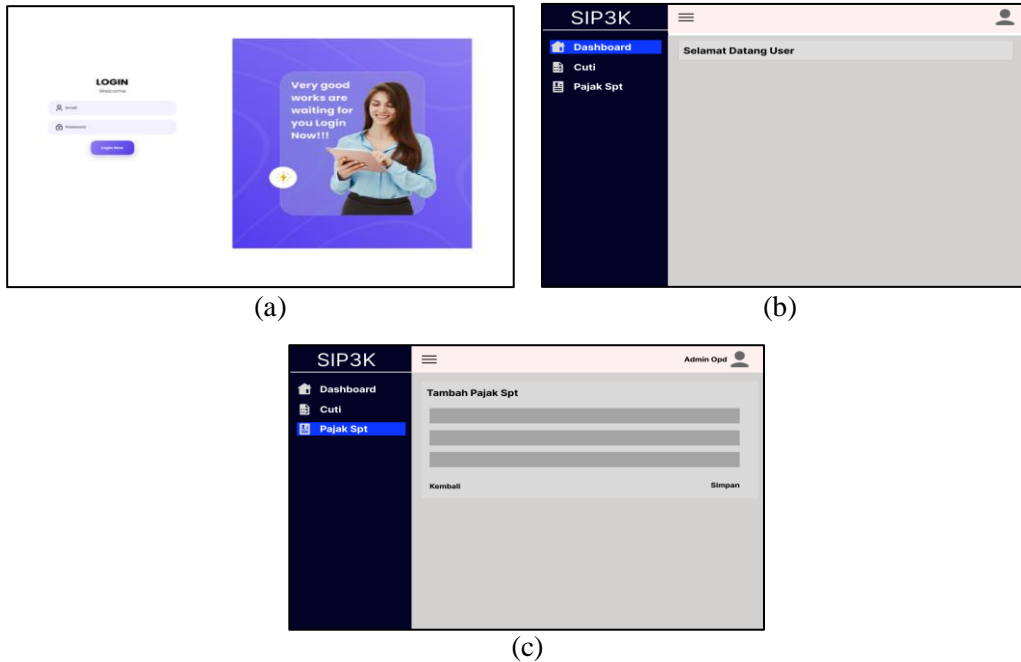 LOGIN
Welcome
Email
Password
Login Now
Very good
works are
waiting for
you Login
Now!!!
(a)
SIP3K
Dashboard
Cuti
Pajak Spt
Selamat Datang User
(b)
SIP3K
Admin Opd
Dashboard
Cuti
Pajak Spt
Tambah Pajak Spt
Kembali
Simpan
(c)